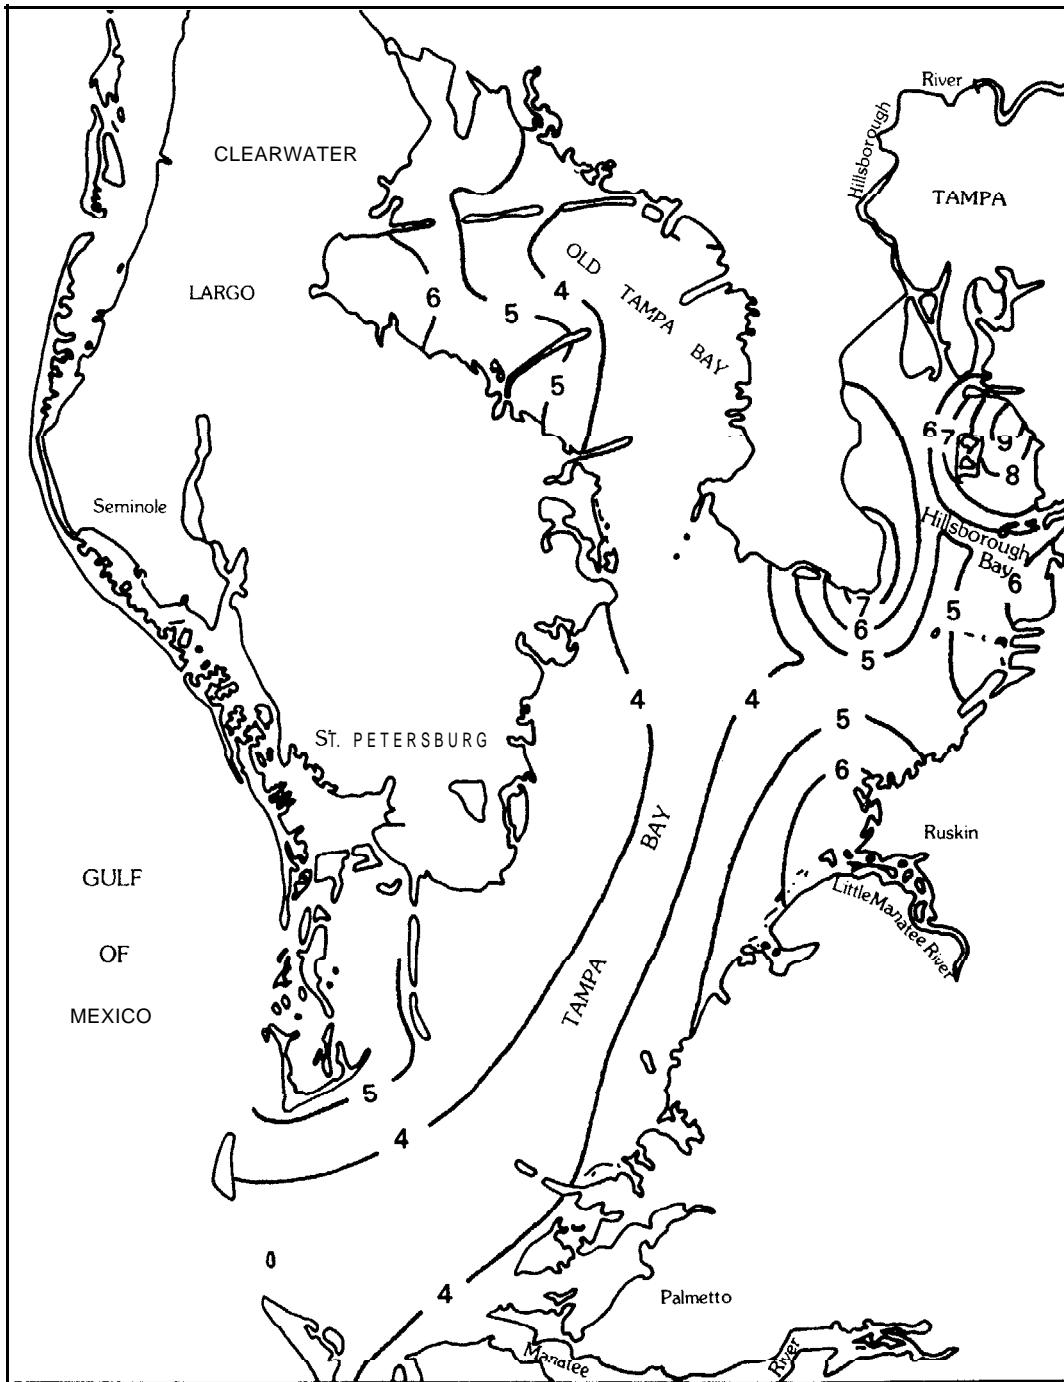 River
Hillsborough
CLEARWATER
TAMPA
OLD
TAMPA
BAY
LARGO
6
5
4
5
6
7
9
8
Seminole
Hillsborough
Bay
6
5
7
6
5
4
4
5
ST. PETERSBURG
6
BAY
Ruskin
GULF
OF
MEXICO
Little Manatee River
TAMPA
5
4
4
Palmetto
Manatee
River